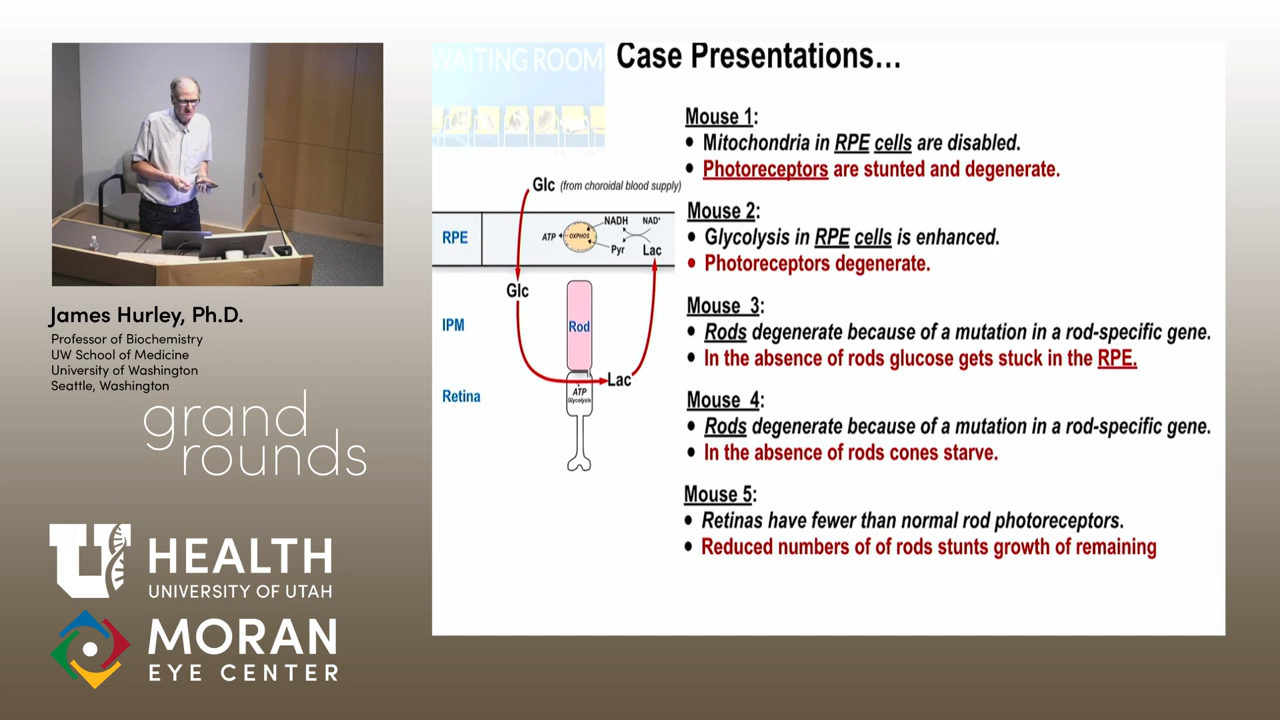 WAITING ROOM
Case Presentations...
Mouse 1:
• Mitochondria in RPE cells are disabled.
• Photoreceptors are stunted and degenerate.
Mouse 2:
• Glycolysis in RPE cells is enhanced.
• Photoreceptors degenerate.
Mouse 3:
• Rods degenerate because of a mutation in a rod-specific gene.
• In the absence of rods glucose gets stuck in the RPE.
Mouse 4:
• Rods degenerate because of a mutation in a rod-specific gene.
• In the absence of rods cones starve.
Mouse 5:
• Retinas have fewer than normal rod photoreceptors.
• Reduced numbers of of rods stunts growth of remaining
Glc (from choroidal blood supply)
RPE
ATP
OXPHOS
NADH
NAD⁺
Pyr
Lac
Glc
IPM
Rod
Lac
ATP
Glycolysis
Retina
James Hurley, Ph.D.
Professor of Biochemistry
UW School of Medicine
University of Washington
Seattle, Washington
grand
rounds
U HEALTH
UNIVERSITY OF UTAH
MORAN
EYE CENTER